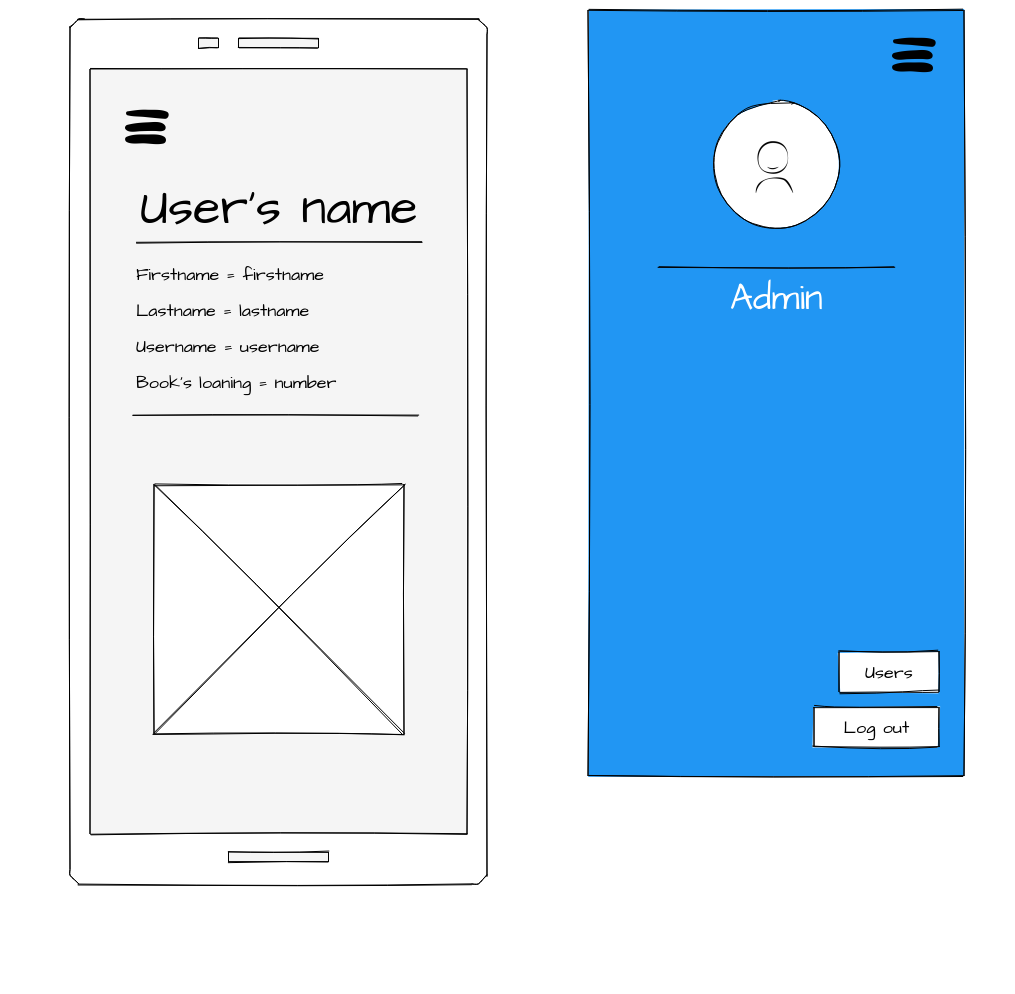 User's name
Firstname = firstname
Lastname = lastname
Username = username
Book's loaning = number
Admin
Users
Log out